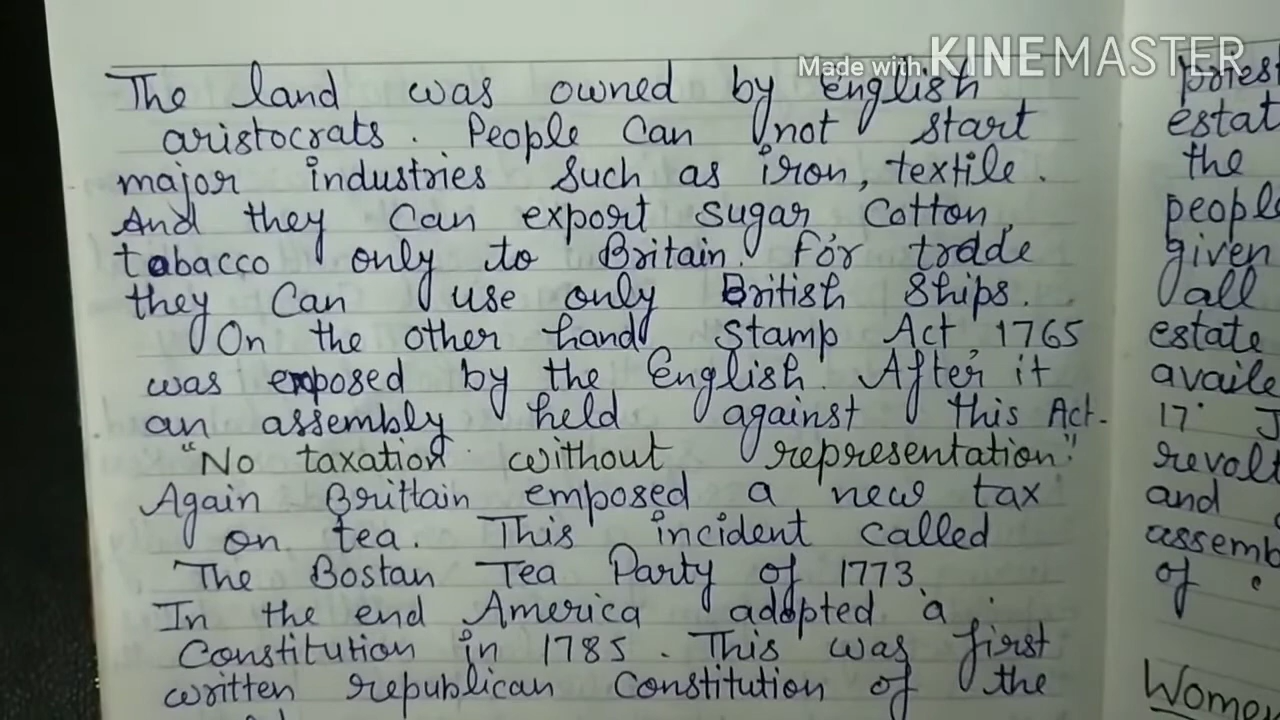 Made with KINEMASTER
The land was owned by english
aristocrats. People can not start
major industries such as iron, textile.
And they can export sugar cotton,
tobacco only to Britain. For trade
they can use only British Ships.
On the other hand Stamp Act, 1765
was exposed by the English. After it
an assembly held against this Act.
"No taxation without representation"
Again Brittain emposed a new tax
on tea. This incident called
The Bostan Tea Party of 1773.
In the end America adopted a
Constitution in 1785. This was first
written republican Constitution of the
estat
the
people
given
all
estate
availe
17 J
revolt
and
assemb
of
Women